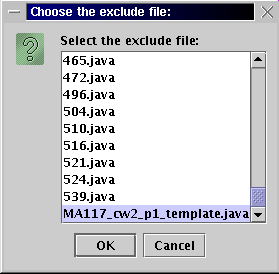 Choose the exclude file:
Select the exclude file:
465.java
472.java
496.java
504.java
510.java
516.java
521.java
524.java
539.java
MA117_cw2_p1_template.java
OK
Cancel